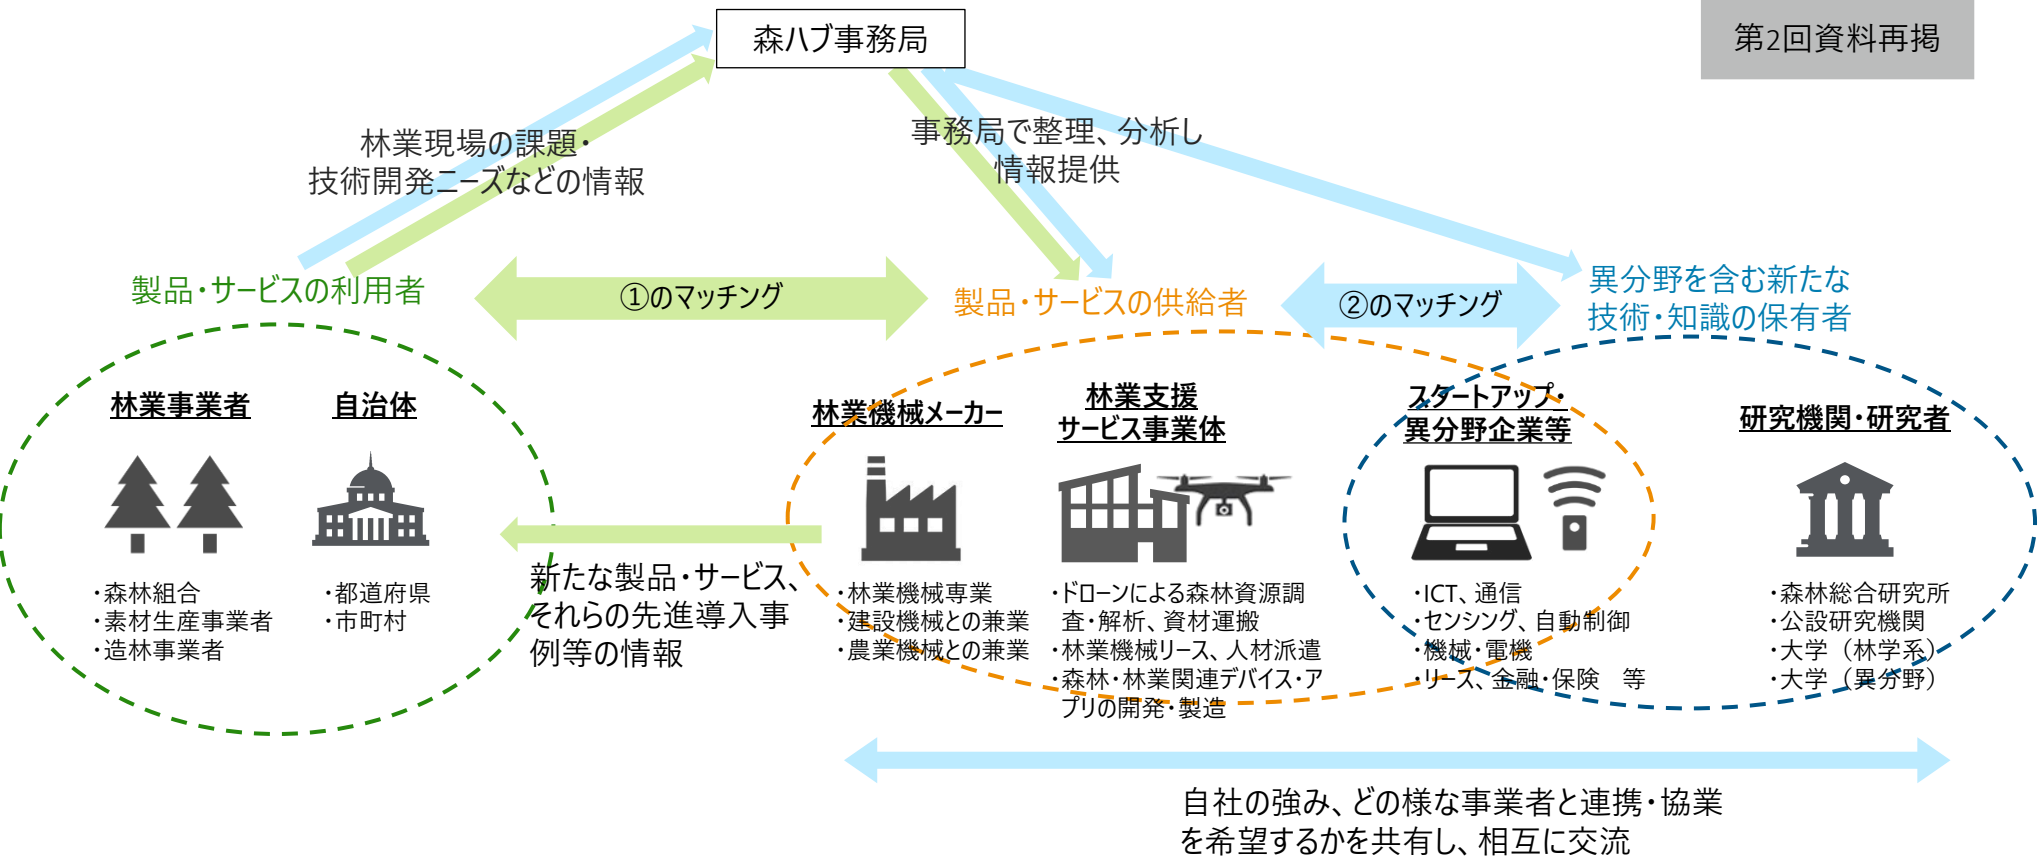 森ハブ事務局
第2回資料再掲
林業現場の課題・
技術開発ニーズなどの情報
事務局で整理、分析し
情報提供
製品・サービスの利用者
①のマッチング
製品・サービスの供給者
②のマッチング
異分野を含む新たな
技術・知識の保有者
林業事業者
自治体
林業機械メーカー
林業支援
サービス事業体
スタートアップ・
異分野企業等
研究機関・研究者
・森林組合
・素材生産事業者
・造林事業者
・都道府県
・市町村
新たな製品・サービス、
それらの先進導入事
例等の情報
・林業機械専業
・建設機械との兼業
・農業機械との兼業
・ドローンによる森林資源調
査・解析、資材運搬
・林業機械リース、人材派遣
・森林・林業関連デバイス・ア
プリの開発・製造
・ICT、通信
・センシング、自動制御
・機械・電機
・リース、金融・保険　等
・森林総合研究所
・公設研究機関
・大学（林学系）
・大学（異分野）
自社の強み、どの様な事業者と連携・協業
を希望するかを共有し、相互に交流